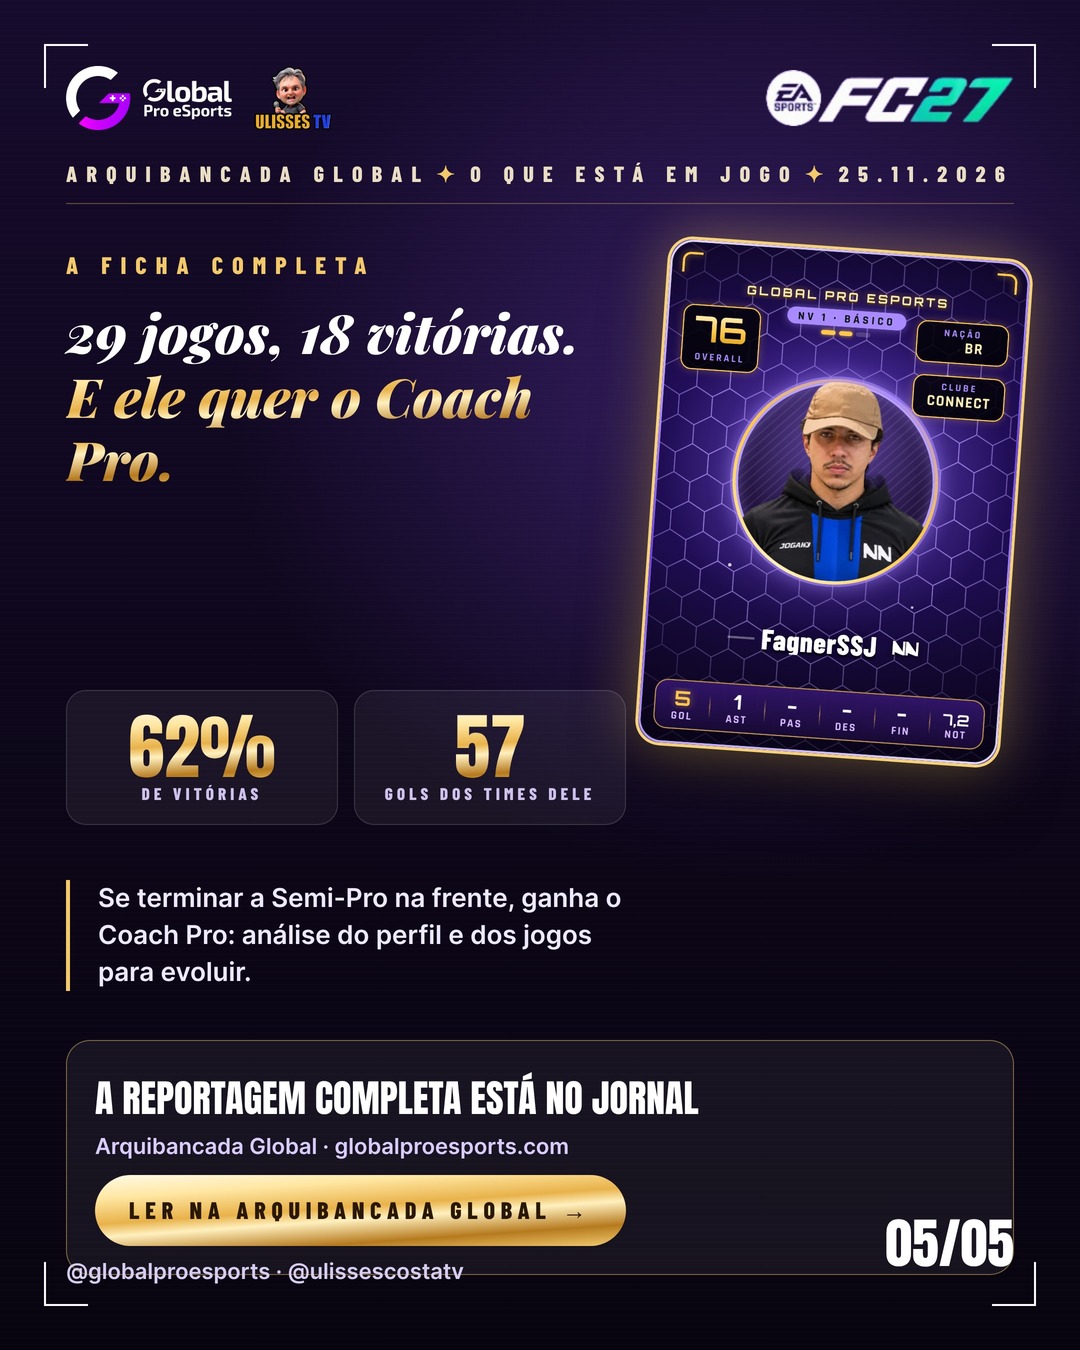 Global
Pro eSports
ULISSES TV
EA SPORTS FC27
ARQUIBANCADA GLOBAL ✦ O QUE ESTÁ EM JOGO ✦ 25.11.2026
A FICHA COMPLETA
29 jogos, 18 vitórias.
E ele quer o Coach
Pro.
GLOBAL PRO ESPORTS
NV 1 · BÁSICO
76
OVERALL
NAÇÃO
BR
CLUBE
CONNECT
JOGANJ
NN
FagnerSSJ NN
5 1 - - - 7,2
GOL AST PAS DES FIN NOT
62%
DE VITÓRIAS
57
GOLS DOS TIMES DELE
Se terminar a Semi-Pro na frente, ganha o
Coach Pro: análise do perfil e dos jogos
para evoluir.
A REPORTAGEM COMPLETA ESTÁ NO JORNAL
Arquibancada Global · globalproesports.com
LER NA ARQUIBANCADA GLOBAL →
05/05
@globalproesports · @ulissescostatv